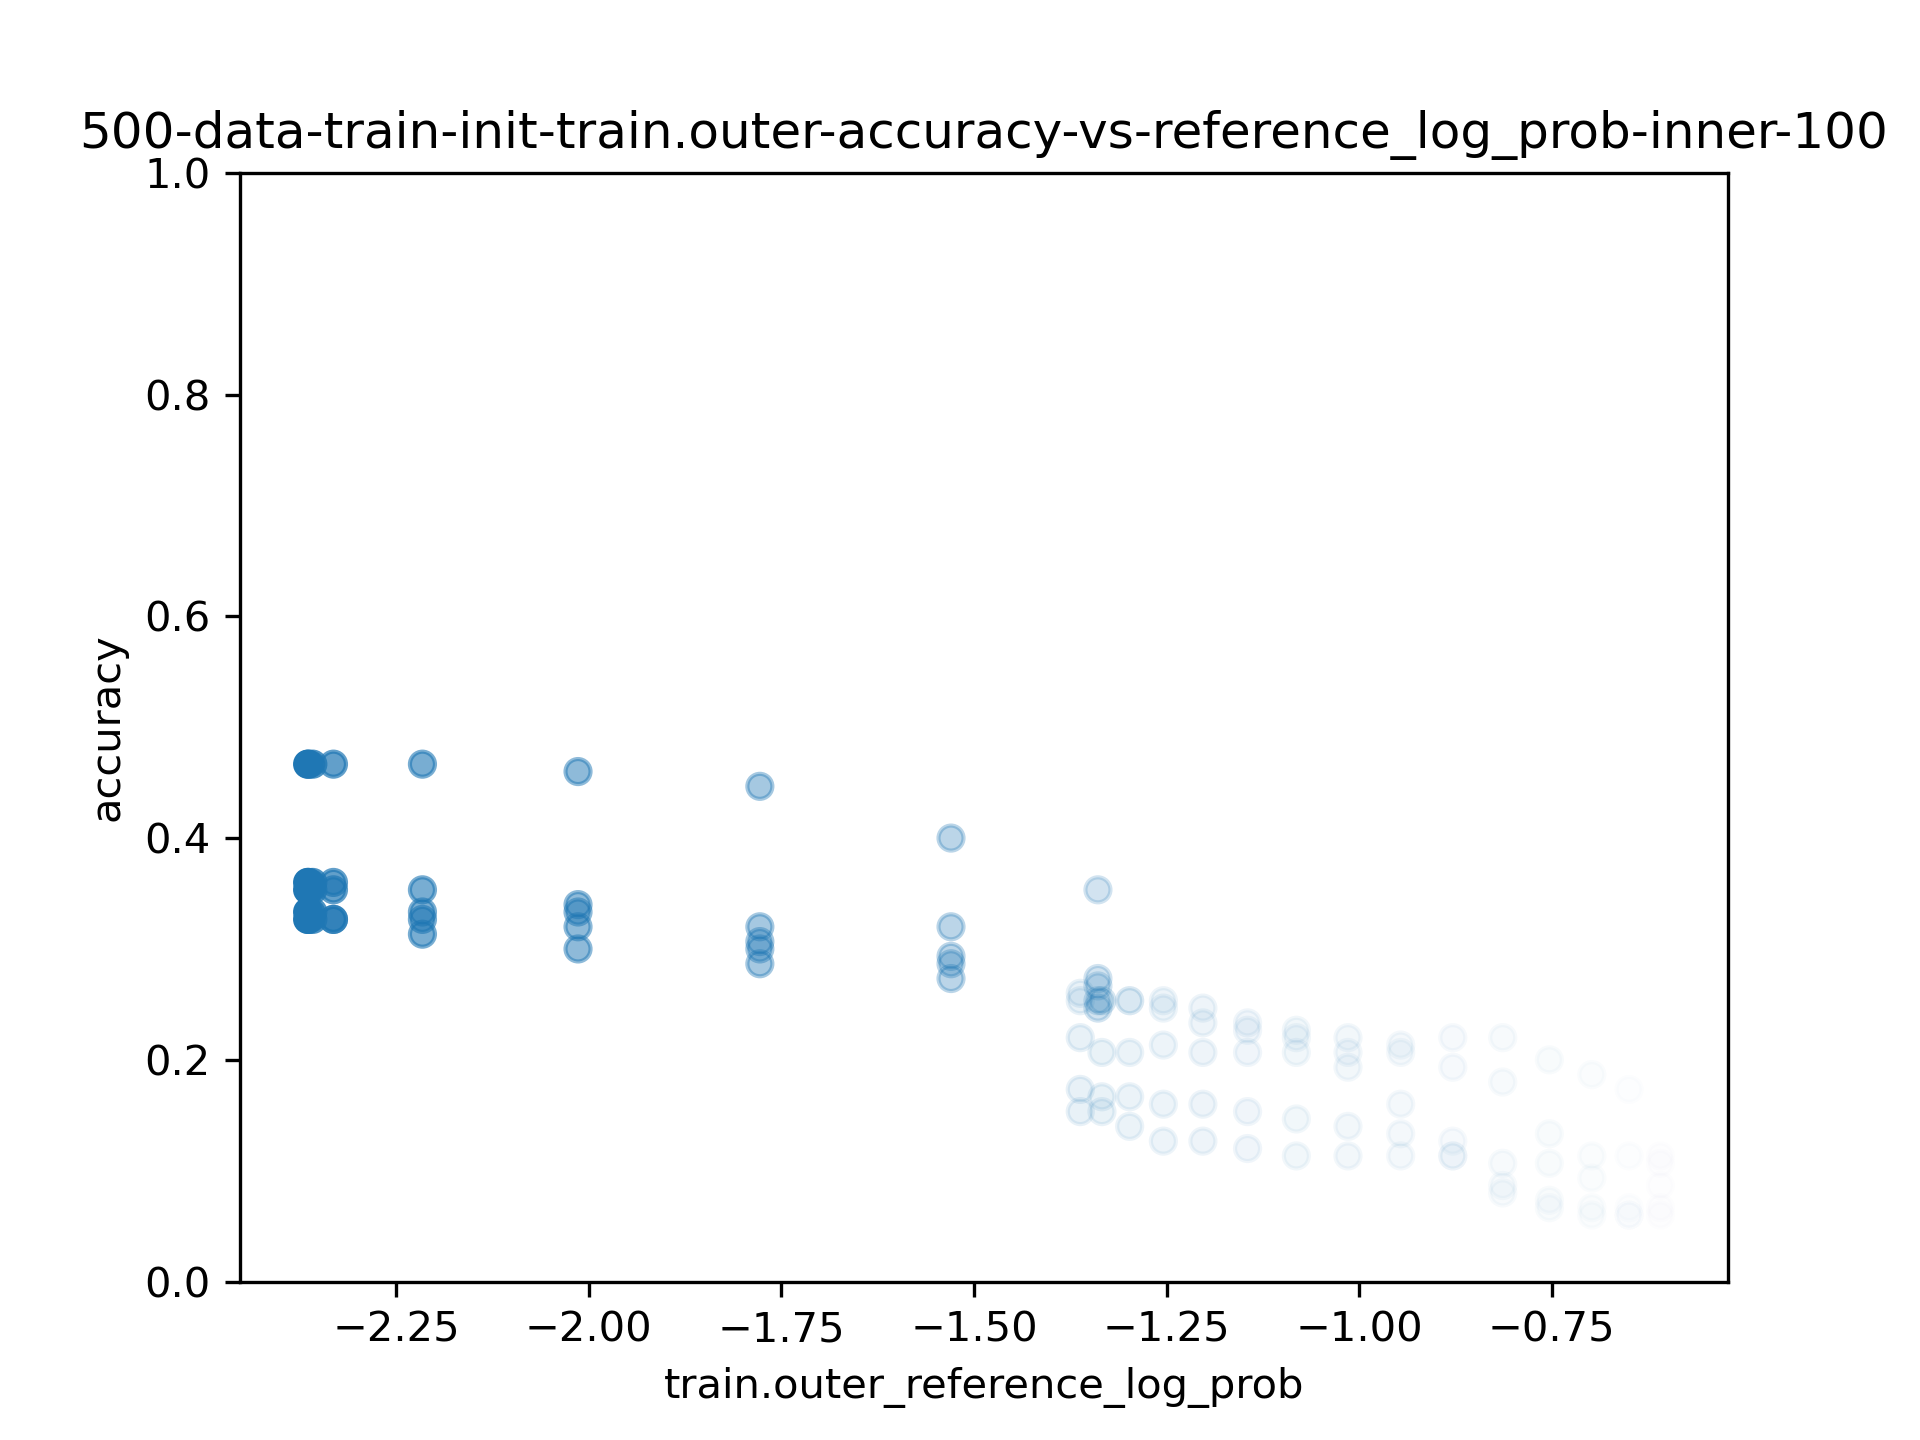 500-data-train-init-train.outer-accuracy-vs-reference_log_prob-inner-100
1.0
0.8
0.6
0.4
0.2
0.0
accuracy
−2.25 −2.00 −1.75 −1.50 −1.25 −1.00 −0.75
train.outer_reference_log_prob